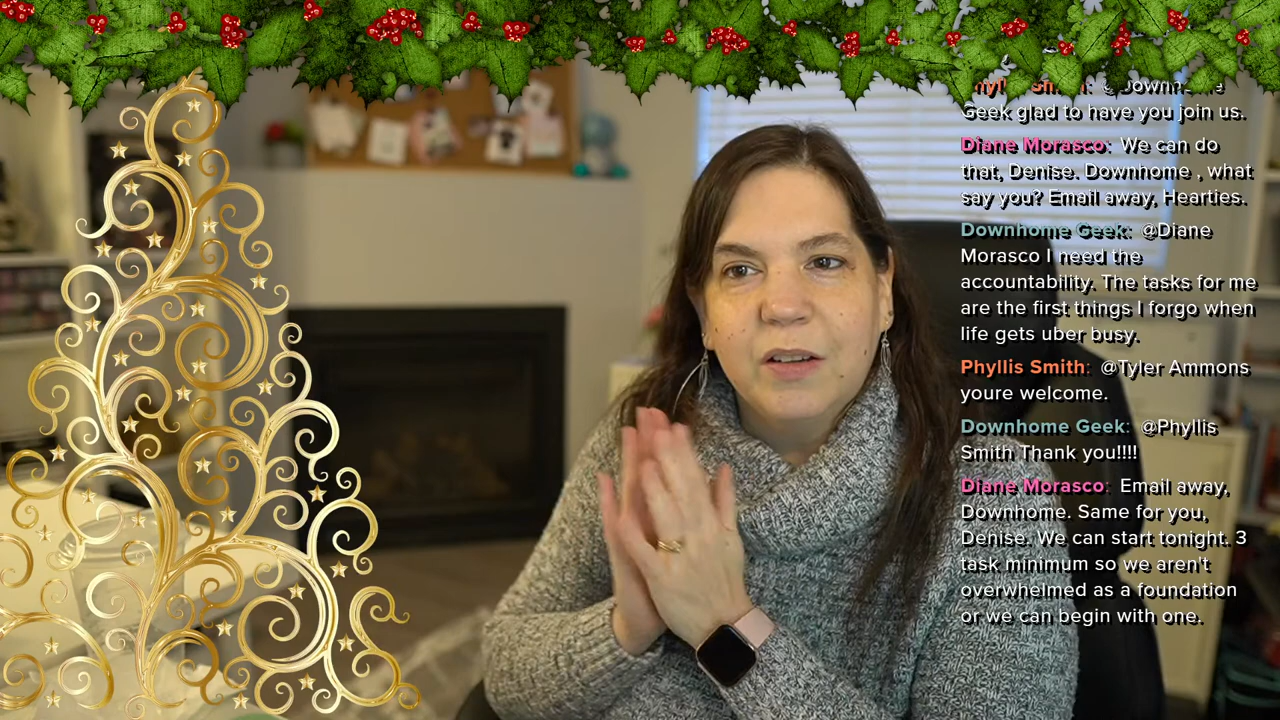 Phyllis Smith: @Downhome
Geek glad to have you join us.
Diane Morasco: We can do
that, Denise. Downhome , what
say you? Email away, Hearties.
Downhome Geek: @Diane
Morasco I need the
accountability. The tasks for me
are the first things I forgo when
life gets uber busy.
Phyllis Smith: @Tyler Ammons
youre welcome.
Downhome Geek: @Phyllis
Smith Thank you!!!!
Diane Morasco: Email away,
Downhome. Same for you,
Denise. We can start tonight. 3
task minimum so we aren't
overwhelmed as a foundation
or we can begin with one.